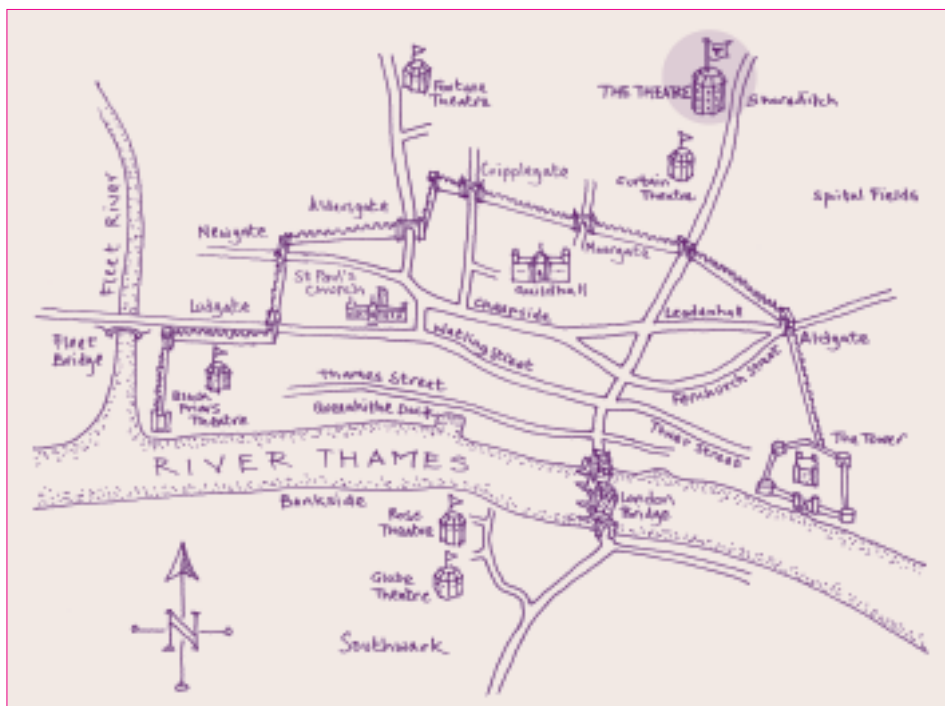 Fortune
Theatre
THE THEATRE
Shoreditch
Curtain
Theatre
Spital Fields
Cripplegate
Aldersgate
Newgate
Moorgate
FLEET RIVER
St Paul's
Church
Guildhall
Ludgate
Cheapside
Leadenhall
Aldgate
Fleet
Bridge
Watling Street
Fenchurch Street
Black
Friars
Theatre
Thames Street
Queenhithe Dock
Tower Street
The Tower
RIVER THAMES
London
Bridge
Bankside
Rose
Theatre
Globe
Theatre
N
Southwark